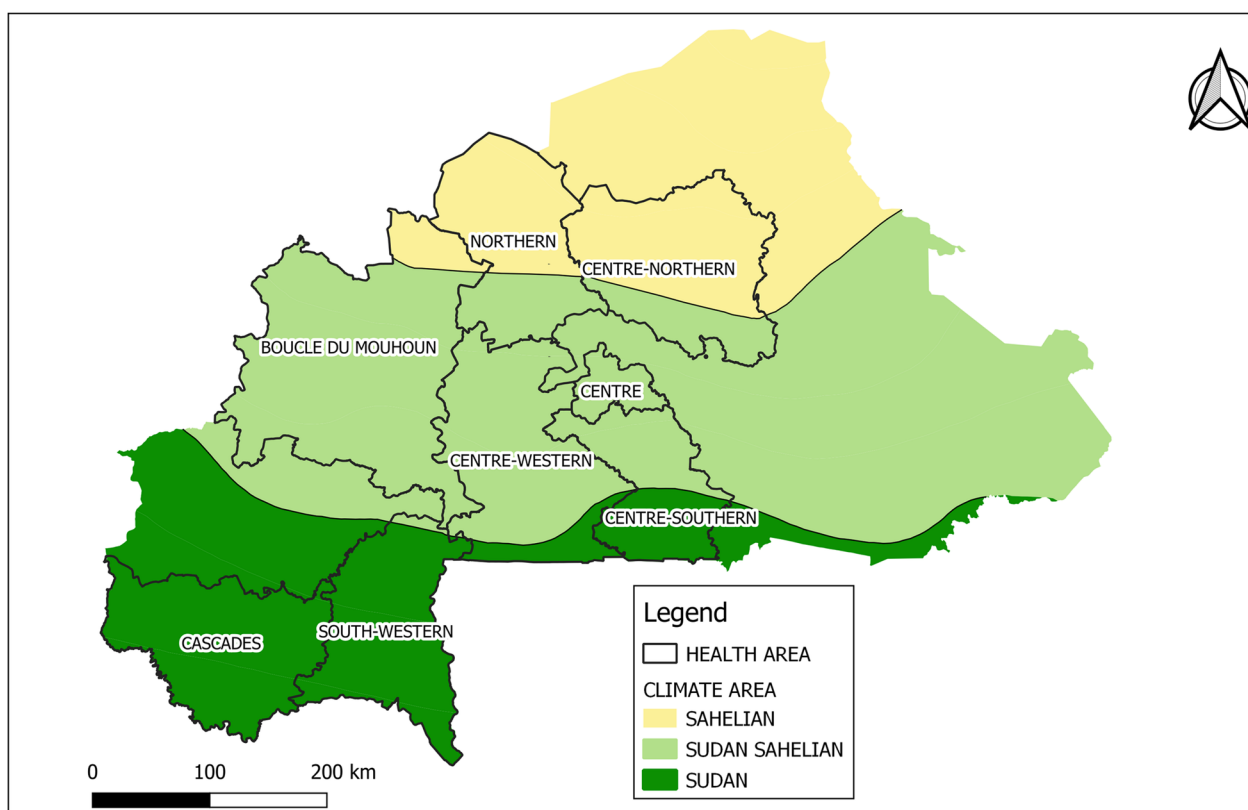 NORTHERN
CENTRE-NORTHERN
BOUCLE DU MOUHOUN
CENTRE
CENTRE-WESTERN
CENTRE-SOUTHERN
SOUTH-WESTERN
CASCADES
Legend
HEALTH AREA
CLIMATE AREA
SAHELIAN
SUDAN SAHELIAN
SUDAN
0 100 200 km